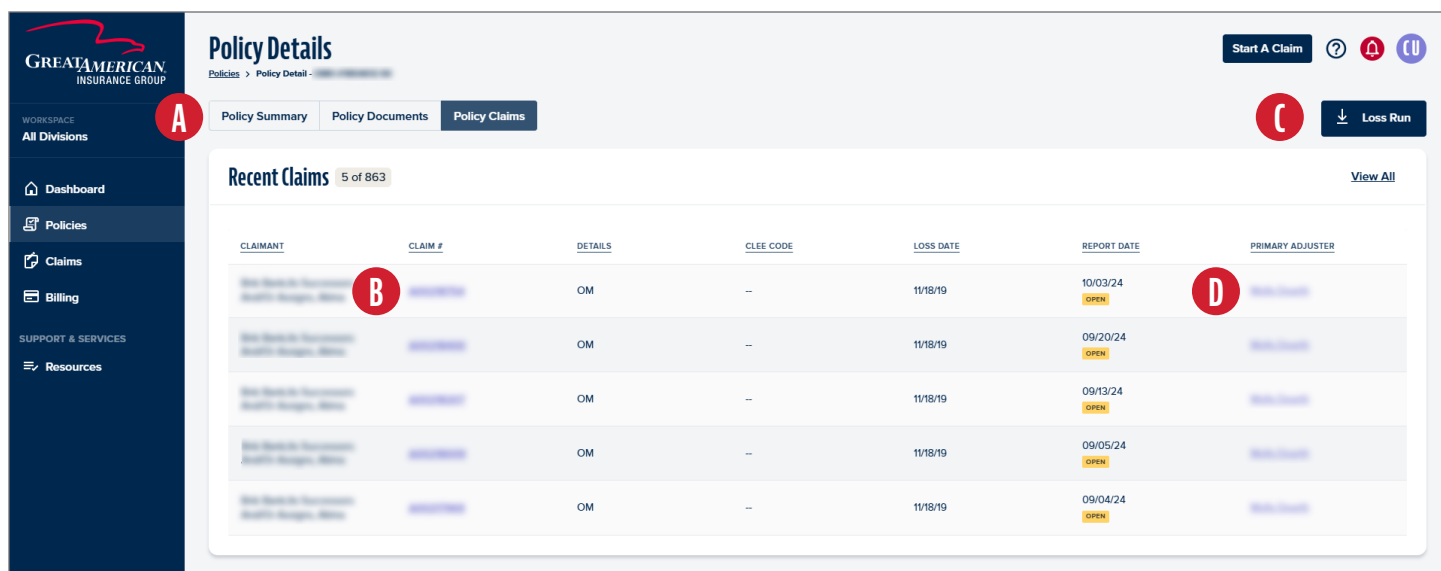 GREATAMERICAN
INSURANCE GROUP
WORKSPACE
All Divisions
Dashboard
Policies
Claims
Billing
SUPPORT & SERVICES
Resources
Policy Details
Policies > Policy Detail -
Start A Claim ? CU
A Policy Summary Policy Documents Policy Claims C Loss Run
Recent Claims 5 of 863 View All
CLAIMANT CLAIM # DETAILS CLEE CODE LOSS DATE REPORT DATE PRIMARY ADJUSTER
B OM -- 11/18/19 10/03/24 D
OPEN
OM -- 11/18/19 09/20/24
OPEN
OM -- 11/18/19 09/13/24
OPEN
OM -- 11/18/19 09/05/24
OPEN
OM -- 11/18/19 09/04/24
OPEN